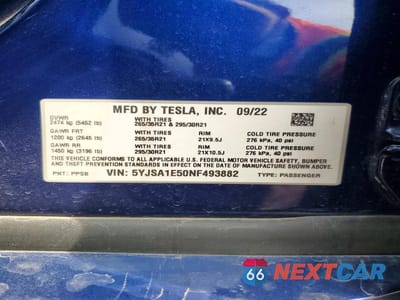 MFD BY TESLA, INC. 09/22
GVWR
2474 kg (5452 lb)
WITH TIRES
265/35R21 & 295/30R21
GAWR FRT
1200 kg (2645 lb)
WITH TIRES
265/35R21
RIM
21X9.5J
COLD TIRE PRESSURE
276 kPa, 40 psi
GAWR RR
1450 kg (3196 lb)
WITH TIRES
295/30R21
RIM
21X10.5J
COLD TIRE PRESSURE
276 kPa, 40 psi
THIS VEHICLE CONFORMS TO ALL APPLICABLE FEDERAL MOTOR VEHICLE SAFETY, BUMPER
AND THEFT PREVENTION STANDARDS IN EFFECT ON THE DATE OF MANUFACTURE SHOWN ABOVE.
PNT: PPSB VIN: 5YJSA1E50NF493882 TYPE: PASSENGER
66 NEXTCAR